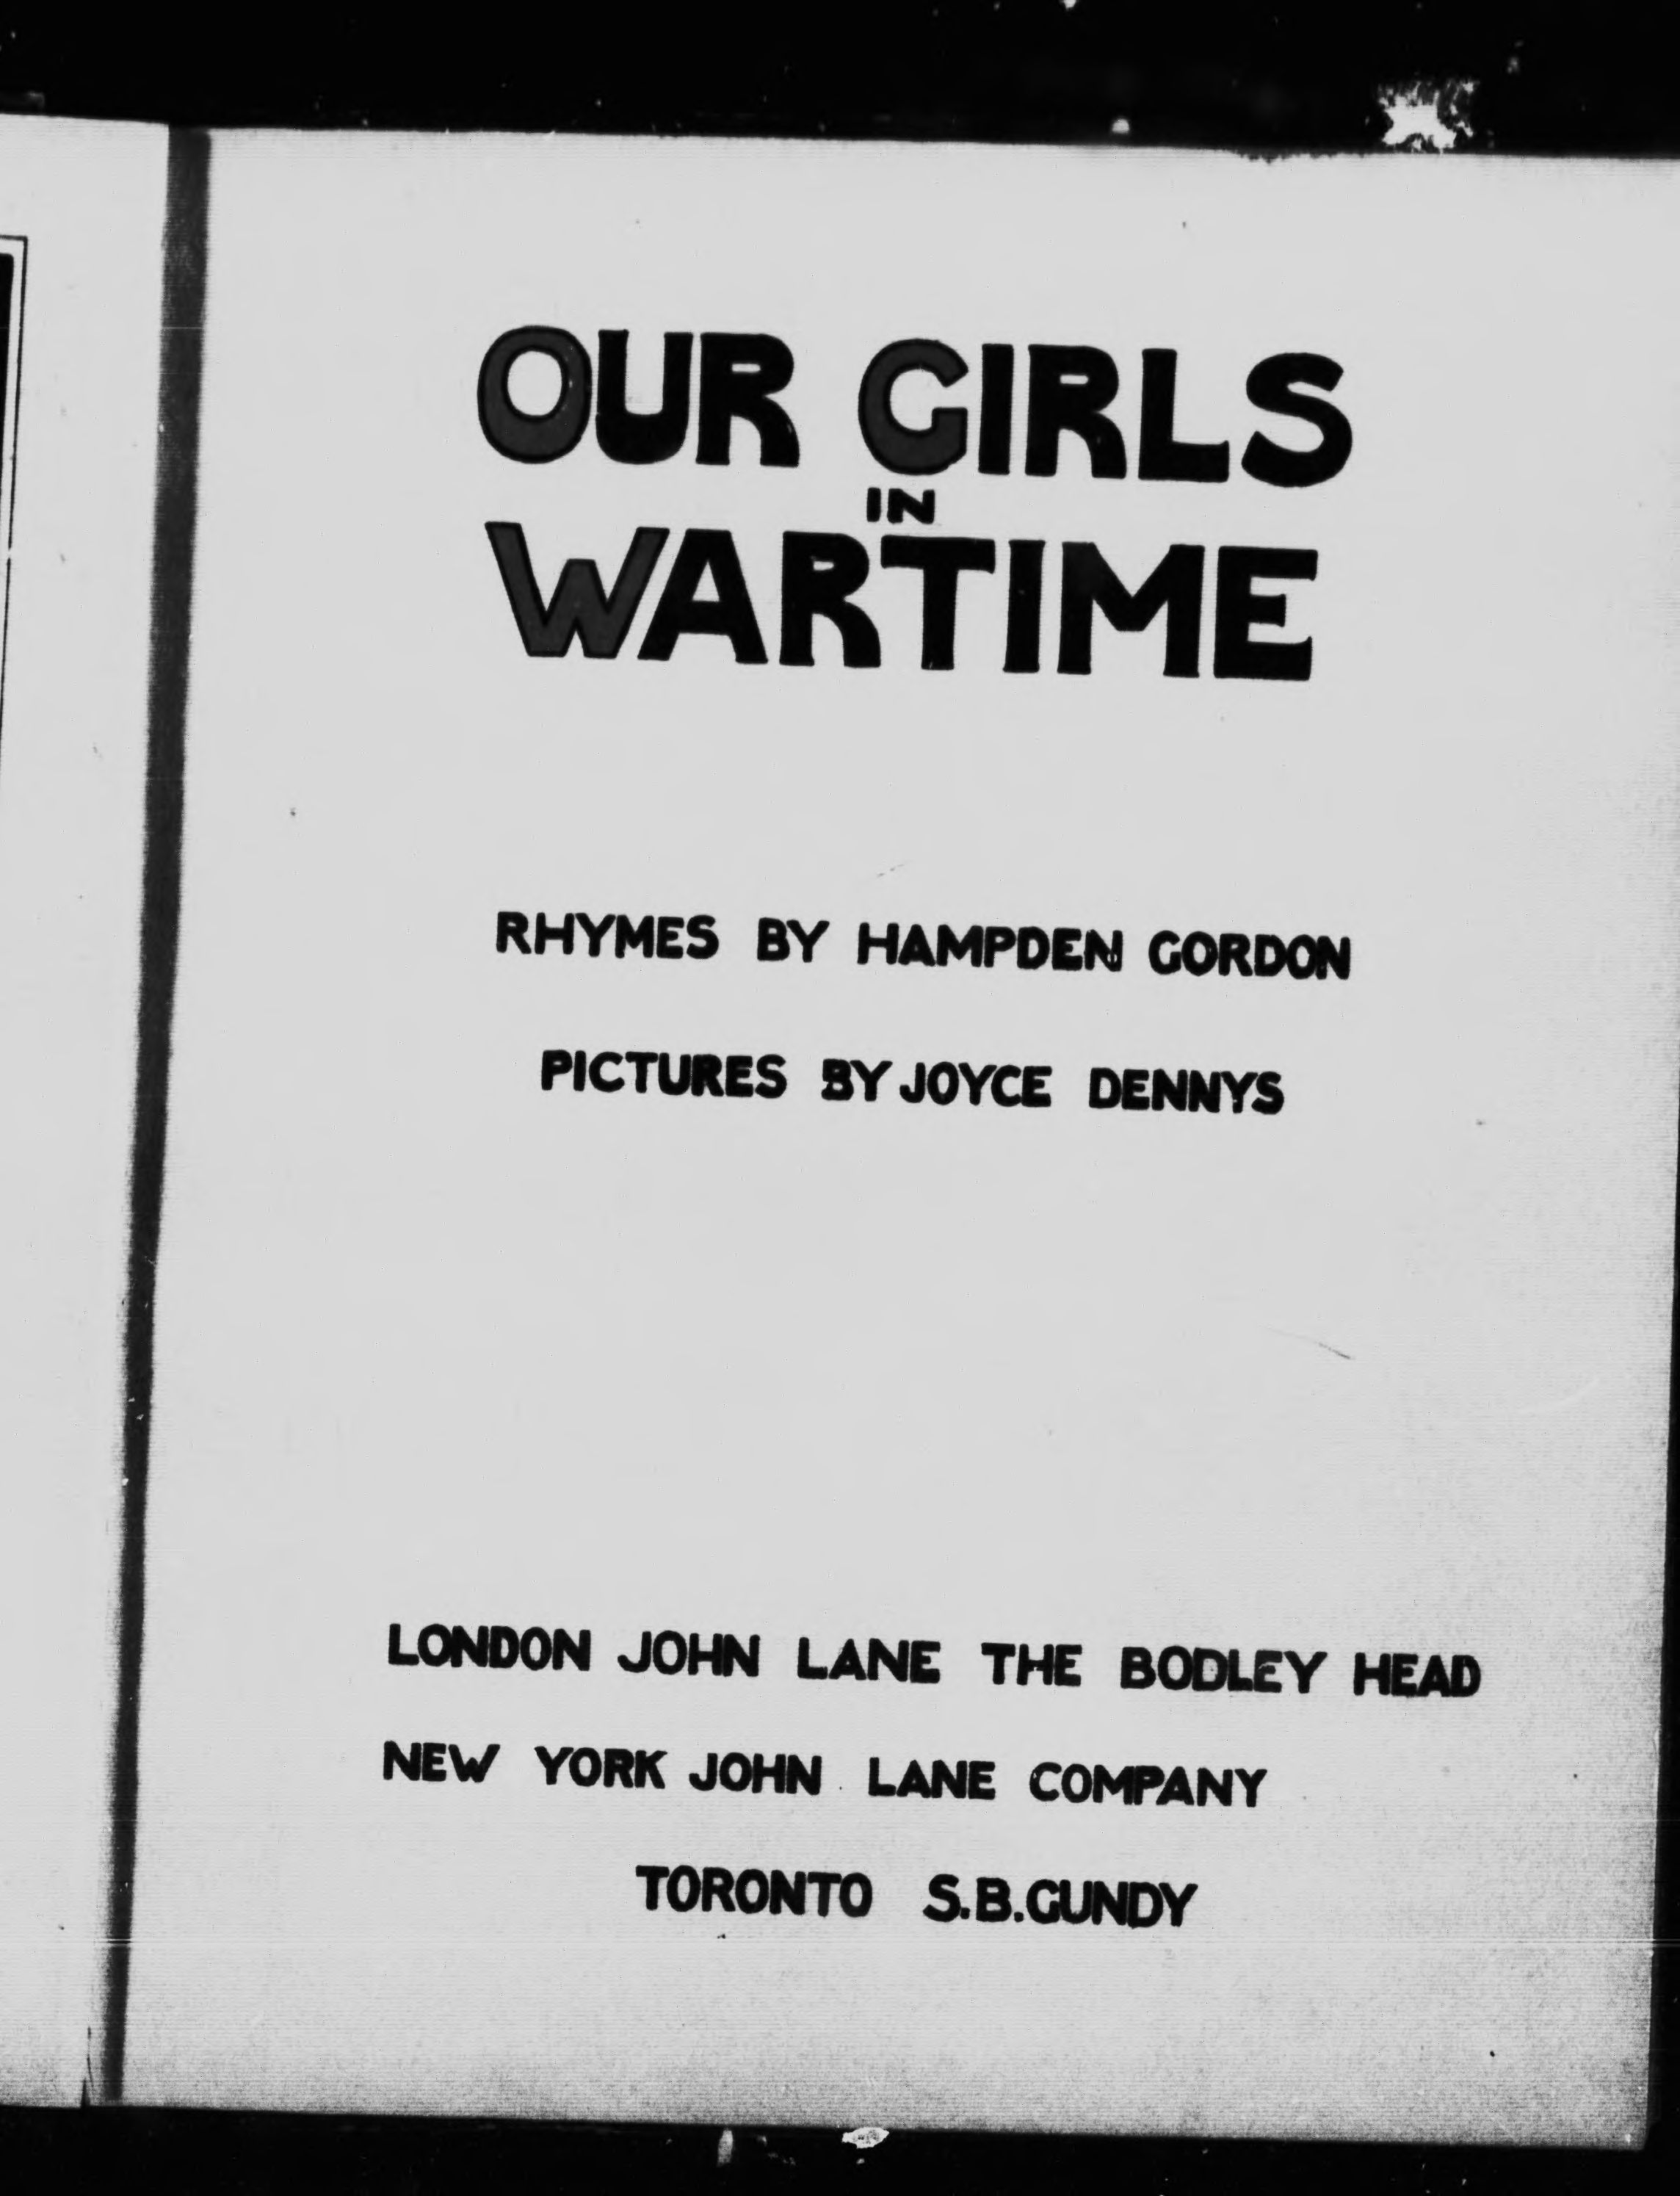 OUR GIRLS
IN
WARTIME
RHYMES BY HAMPDEN GORDON
PICTURES BY JOYCE DENNYS
LONDON JOHN LANE THE BODLEY HEAD
NEW YORK JOHN LANE COMPANY
TORONTO S.B.GUNDY